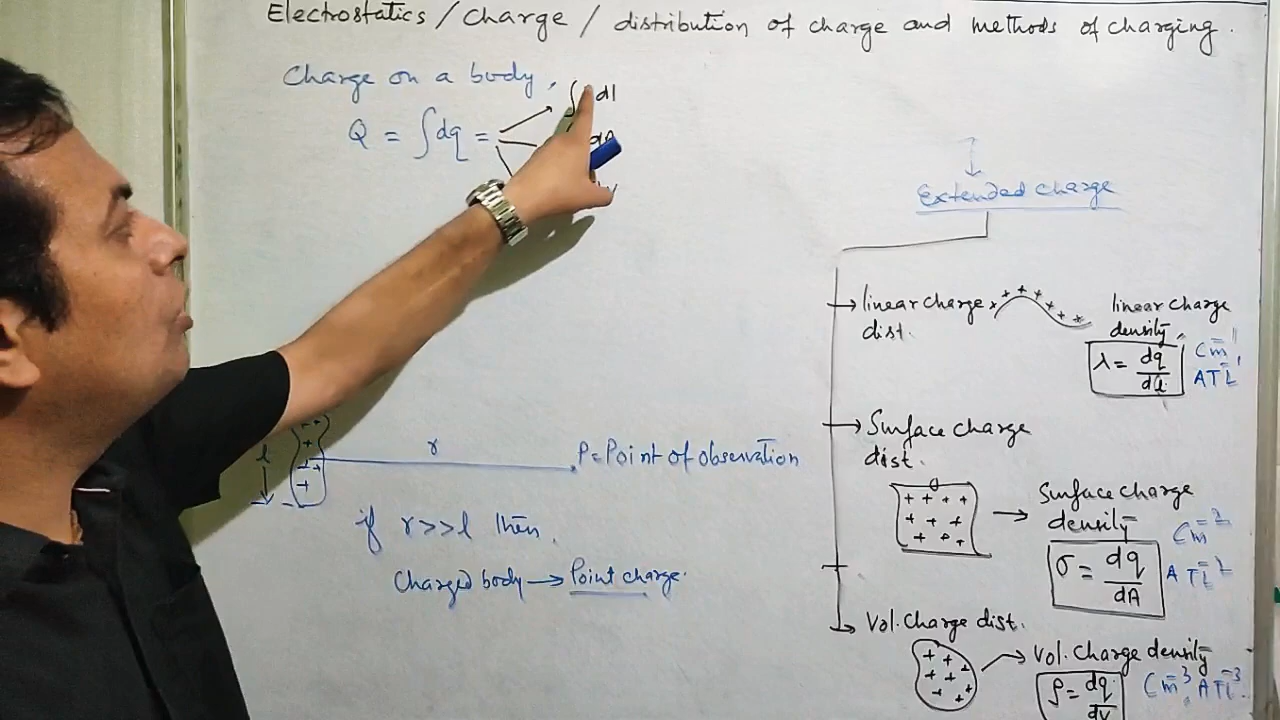 Electrostatics / Charge / distribution of charge and methods of charging.
Charge on a body,
Q = ∫dq =
∫ dl
dA
l
r
P=Point of observation
if r>>l then,
Charged body → Point charge.
Extended charge
→ linear charge dist.
+ + + + + +
linear charge density,
λ = dq/dl
Cm⁻¹,
ATL⁻¹
→ Surface charge dist.
+ + + +
+ + +
+ + +
→ Surface charge density
σ = dq/dA
Cm⁻²
ATL⁻²
→ Vol. Charge dist.
+ + +
+ + +
+ +
→ Vol. Charge density
ρ = dq/dv
Cm⁻³, ATL⁻³.